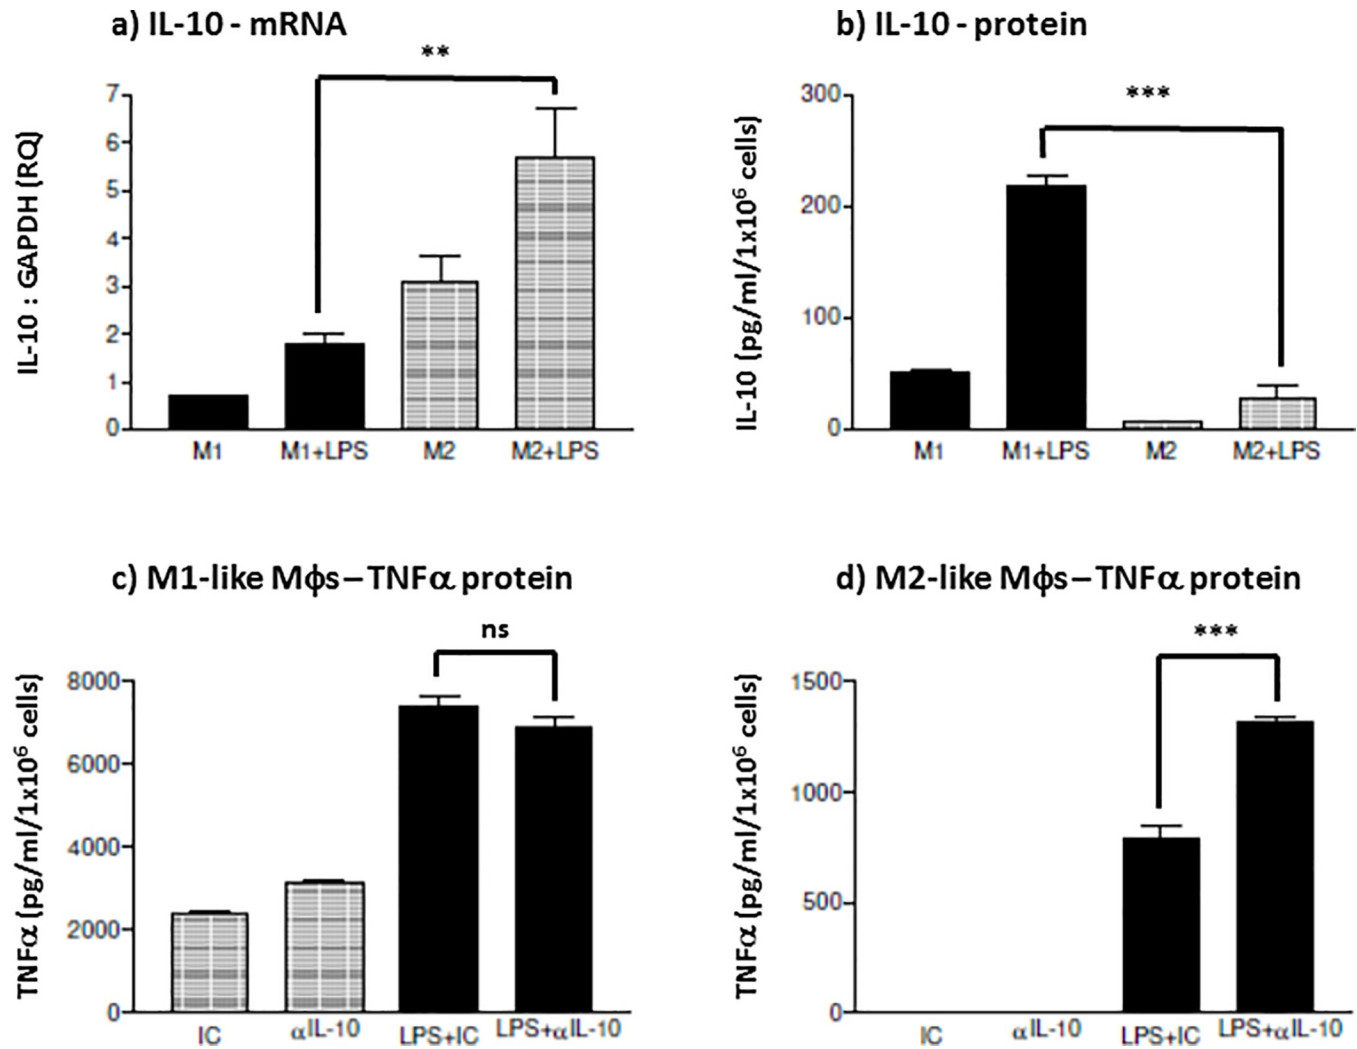 a) IL-10 - mRNA
**
IL-10 : GAPDH (RQ)
7
6
5
4
3
2
1
0
M1 M1+LPS M2 M2+LPS
b) IL-10 - protein
***
IL-10 (pg/ml/1x10⁶ cells)
300
200
100
0
M1 M1+LPS M2 M2+LPS
c) M1-like Mϕs – TNFα protein
ns
TNFα (pg/ml/1x10⁶ cells)
8000
6000
4000
2000
0
IC αIL-10 LPS+IC LPS+αIL-10
d) M2-like Mϕs – TNFα protein
***
TNFα (pg/ml/1x10⁶ cells)
1500
1000
500
0
IC αIL-10 LPS+IC LPS+αIL-10